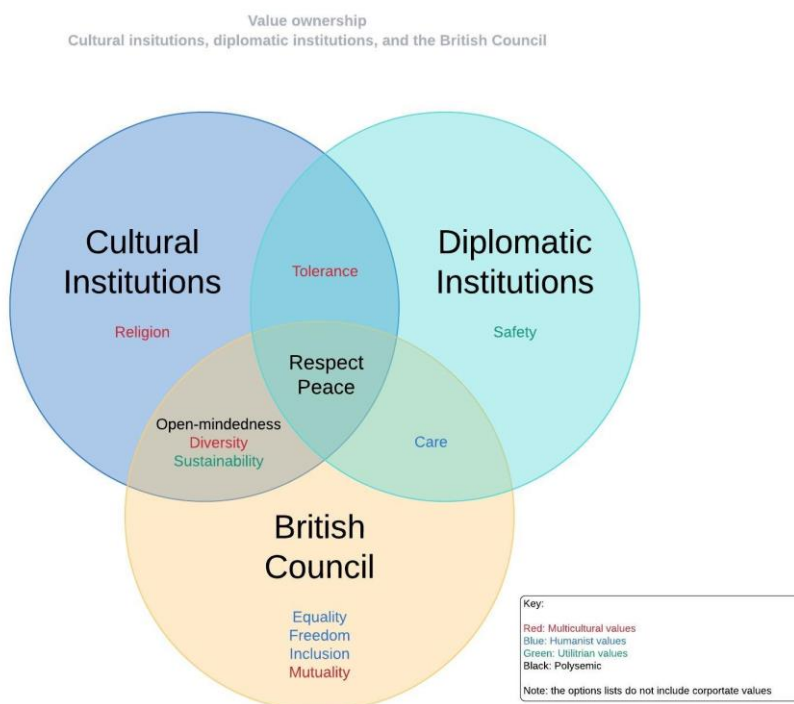 Value ownership
Cultural insitutions, diplomatic institutions, and the British Council
Cultural
Institutions
Diplomatic
Institutions
Tolerance
Religion
Safety
Respect
Peace
Open-mindedness
Diversity
Sustainability
Care
British
Council
Equality
Freedom
Inclusion
Mutuality
Key:
Red: Multicultural values
Blue: Humanist values
Green: Utilitrian values
Black: Polysemic
Note: the options lists do not include corportate values